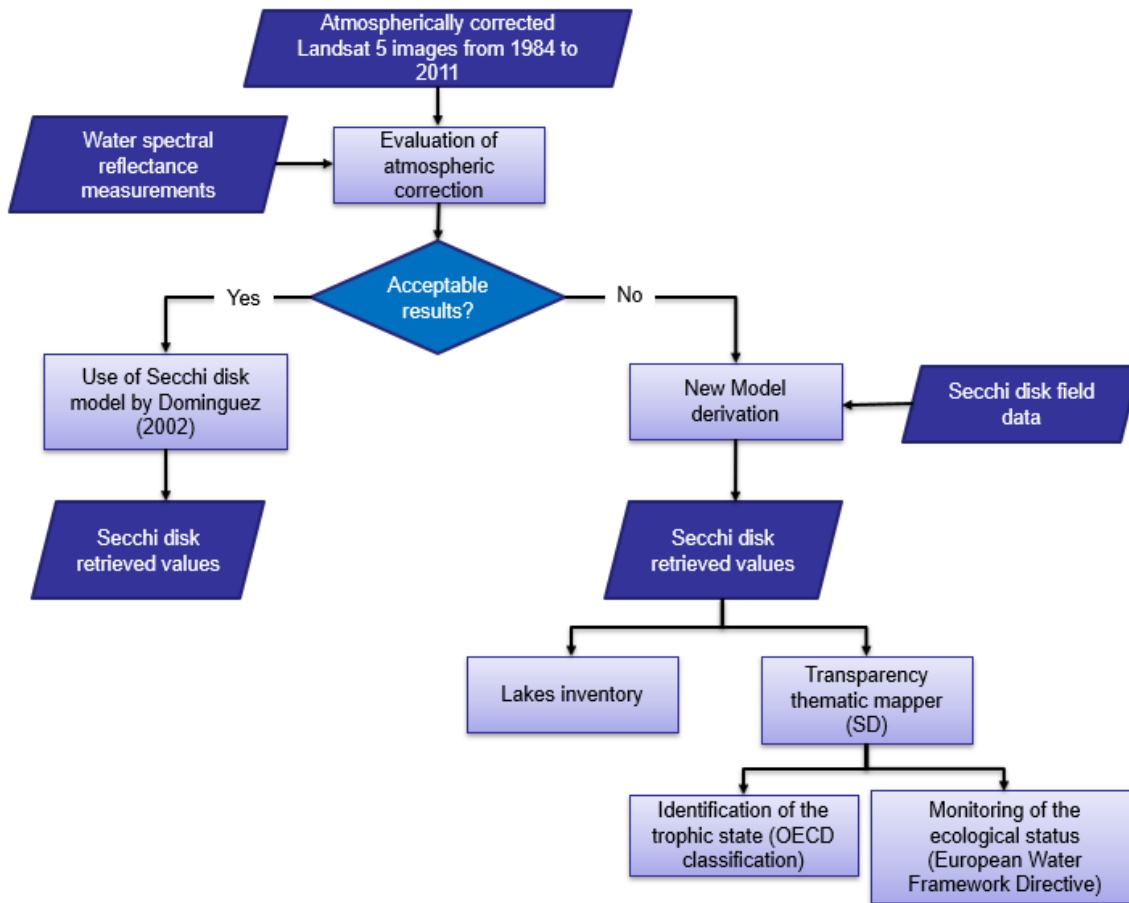 Atmospherically corrected
Landsat 5 images from 1984 to
2011
Water spectral
reflectance
measurements
Evaluation of
atmospheric
correction
Acceptable
results?
Yes
No
Use of Secchi disk
model by Dominguez
(2002)
New Model
derivation
Secchi disk field
data
Secchi disk
retrieved values
Secchi disk
retrieved values
Lakes inventory
Transparency
thematic mapper
(SD)
Identification of the
trophic state (OECD
classification)
Monitoring of the
ecological status
(European Water
Framework Directive)